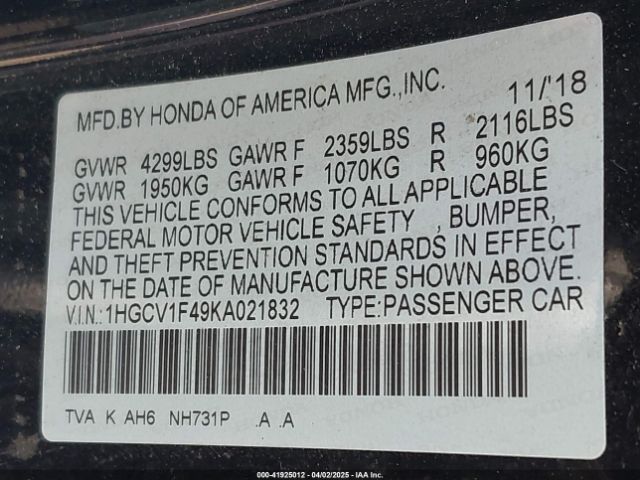 MFD.BY HONDA OF AMERICA MFG.,INC. 11/'18
GVWR 4299LBS GAWR F 2359LBS R 2116LBS
GVWR 1950KG GAWR F 1070KG R 960KG
THIS VEHICLE CONFORMS TO ALL APPLICABLE
FEDERAL MOTOR VEHICLE SAFETY , BUMPER,
AND THEFT PREVENTION STANDARDS IN EFFECT
ON THE DATE OF MANUFACTURE SHOWN ABOVE.
V.I.N.:1HGCV1F49KA021832 TYPE:PASSENGER CAR
TVA K AH6 NH731P .A .A
000-41925012 - 04/02/2025 - IAA Inc.